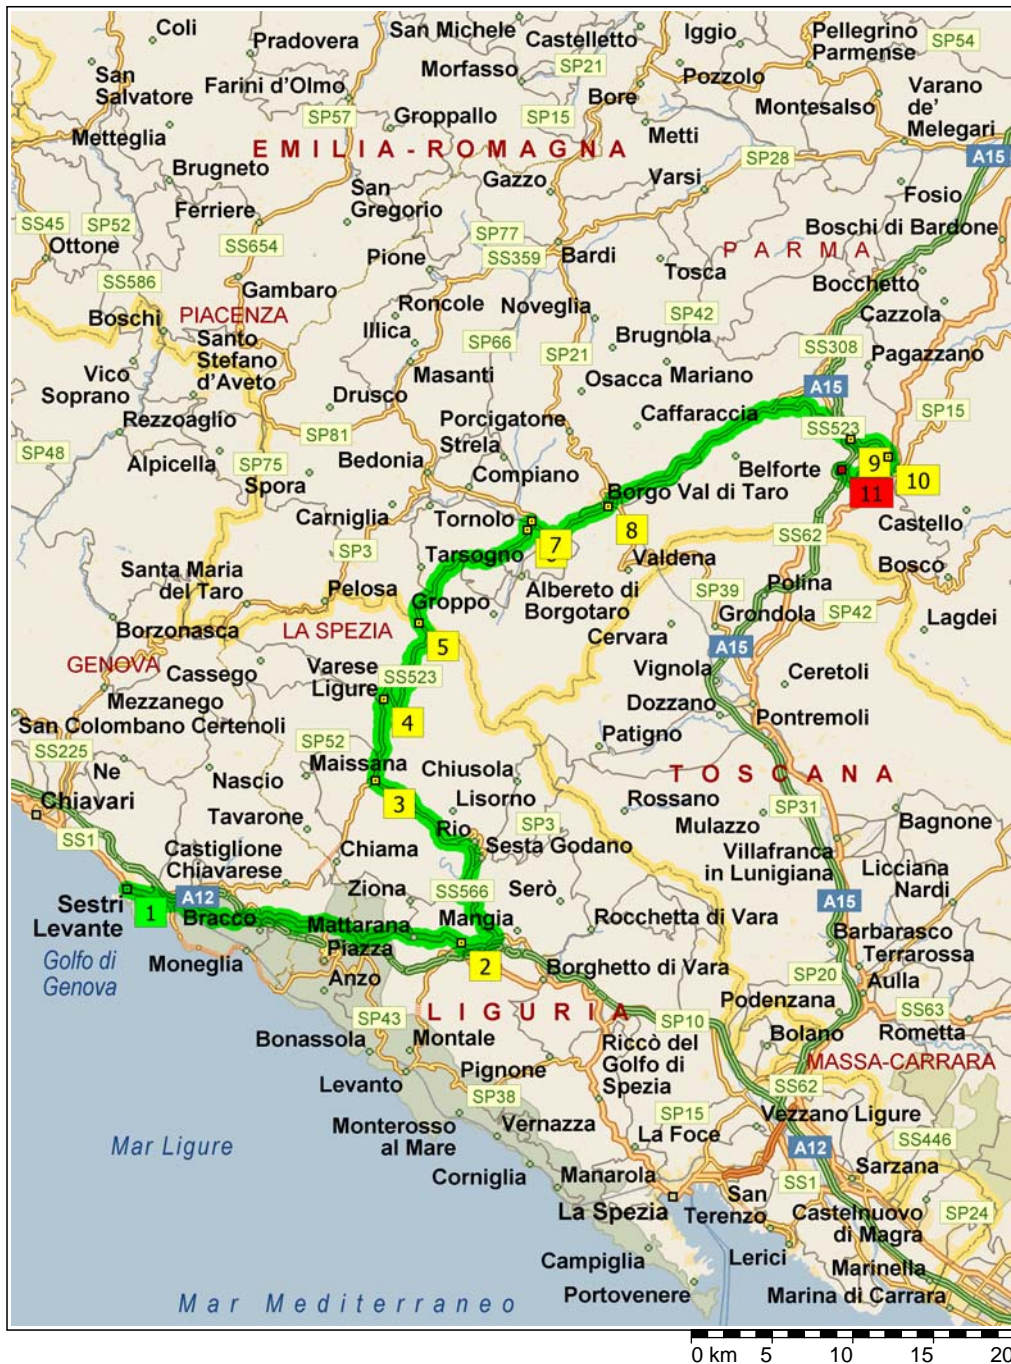 Coli
Pradovera
San Michele
Castelletto
Iggio
Pellegrino
Parmense
SP54
San
Salvatore
Farini d'Olmo
Morfasso
SP21
Pozzolo
Bore
Montesalso
Varano
de'
Melegari
Metteglia
SP57
Groppallo
SP15
Metti
EMILIA-ROMAGNA
SP28
A15
Brugneto
San
Gregorio
Gazzo
Varsi
Fosio
Ferriere
SS45
SP52
Ottone
SS654
SP77
SS359
Pione
Bardi
Boschi di Bardone
PARMA
Tosca
SS586
Gambaro
Bocchetto
Boschi
PIACENZA
Roncole
Noveglia
SP42
Cazzola
Illica
Brugnola
Santo
Stefano
d'Aveto
SP66
SP21
SS308
Pagazzano
Vico
Soprano
Masanti
Osacca
Mariano
A15
Drusco
Rezzoaglio
Porcigatone
Caffaraccia
SP15
SP81
Strela
SS523
SP48
Alpicella
SP75
Bedonia
Compiano
Belforte
9
10
Spora
Borgo Val di Taro
11
Carniglia
Tornolo
8
Castello
SP3
Tarsogno
7
SS62
Valdena
Santa Maria
del Taro
Pelosa
Albereto di
Borgotaro
Polina
Bosco
SP39
Groppo
Grondola
SP42
Borzonasca
LA SPEZIA
Cervara
Lagdei
5
A15
GENOVA
Cassego
Varese
Ligure
SS523
Vignola
Ceretoli
Mezzanego
Dozzano
San Colombano Certenoli
4
Pontremoli
SS225
SP52
Patigno
Ne
Nascio
Maissana
Chiusola
TOSCANA
Chiavari
3
Lisorno
Rossano
SP31
Tavarone
Rio
SP3
Mulazzo
Bagnone
SS1
Castiglione
Chiavarese
Chiama
Sesta Godano
Villafranca
in Lunigiana
Licciana
Nardi
Ziona
SS566
Serò
A12
A15
Sestri
Levante
1
Bracco
Mattarana
Mangia
Rocchetta di Vara
Barbarasco
Golfo di
Genova
Moneglia
Piazza
2
Terrarossa
Anzo
Borghetto di Vara
SP20
Aulla
LIGURIA
Podenzana
SP43
SP10
SS63
Bonassola
Montale
Riccò del
Golfo di
Spezia
Bolano
Rometta
Pignone
MASSA-CARRARA
Levanto
SS62
SP38
SP15
Vezzano Ligure
Monterosso
al Mare
Vernazza
La Foce
SS446
Mar Ligure
A12
Corniglia
Manarola
Sarzana
SS1
La Spezia
San
Terenzo
Castelnuovo
di Magra
SP24
Campiglia
Lerici
Marinella
Portovenere
Marina di Carrara
Mar Mediterraneo
0 km 5 10 15 20